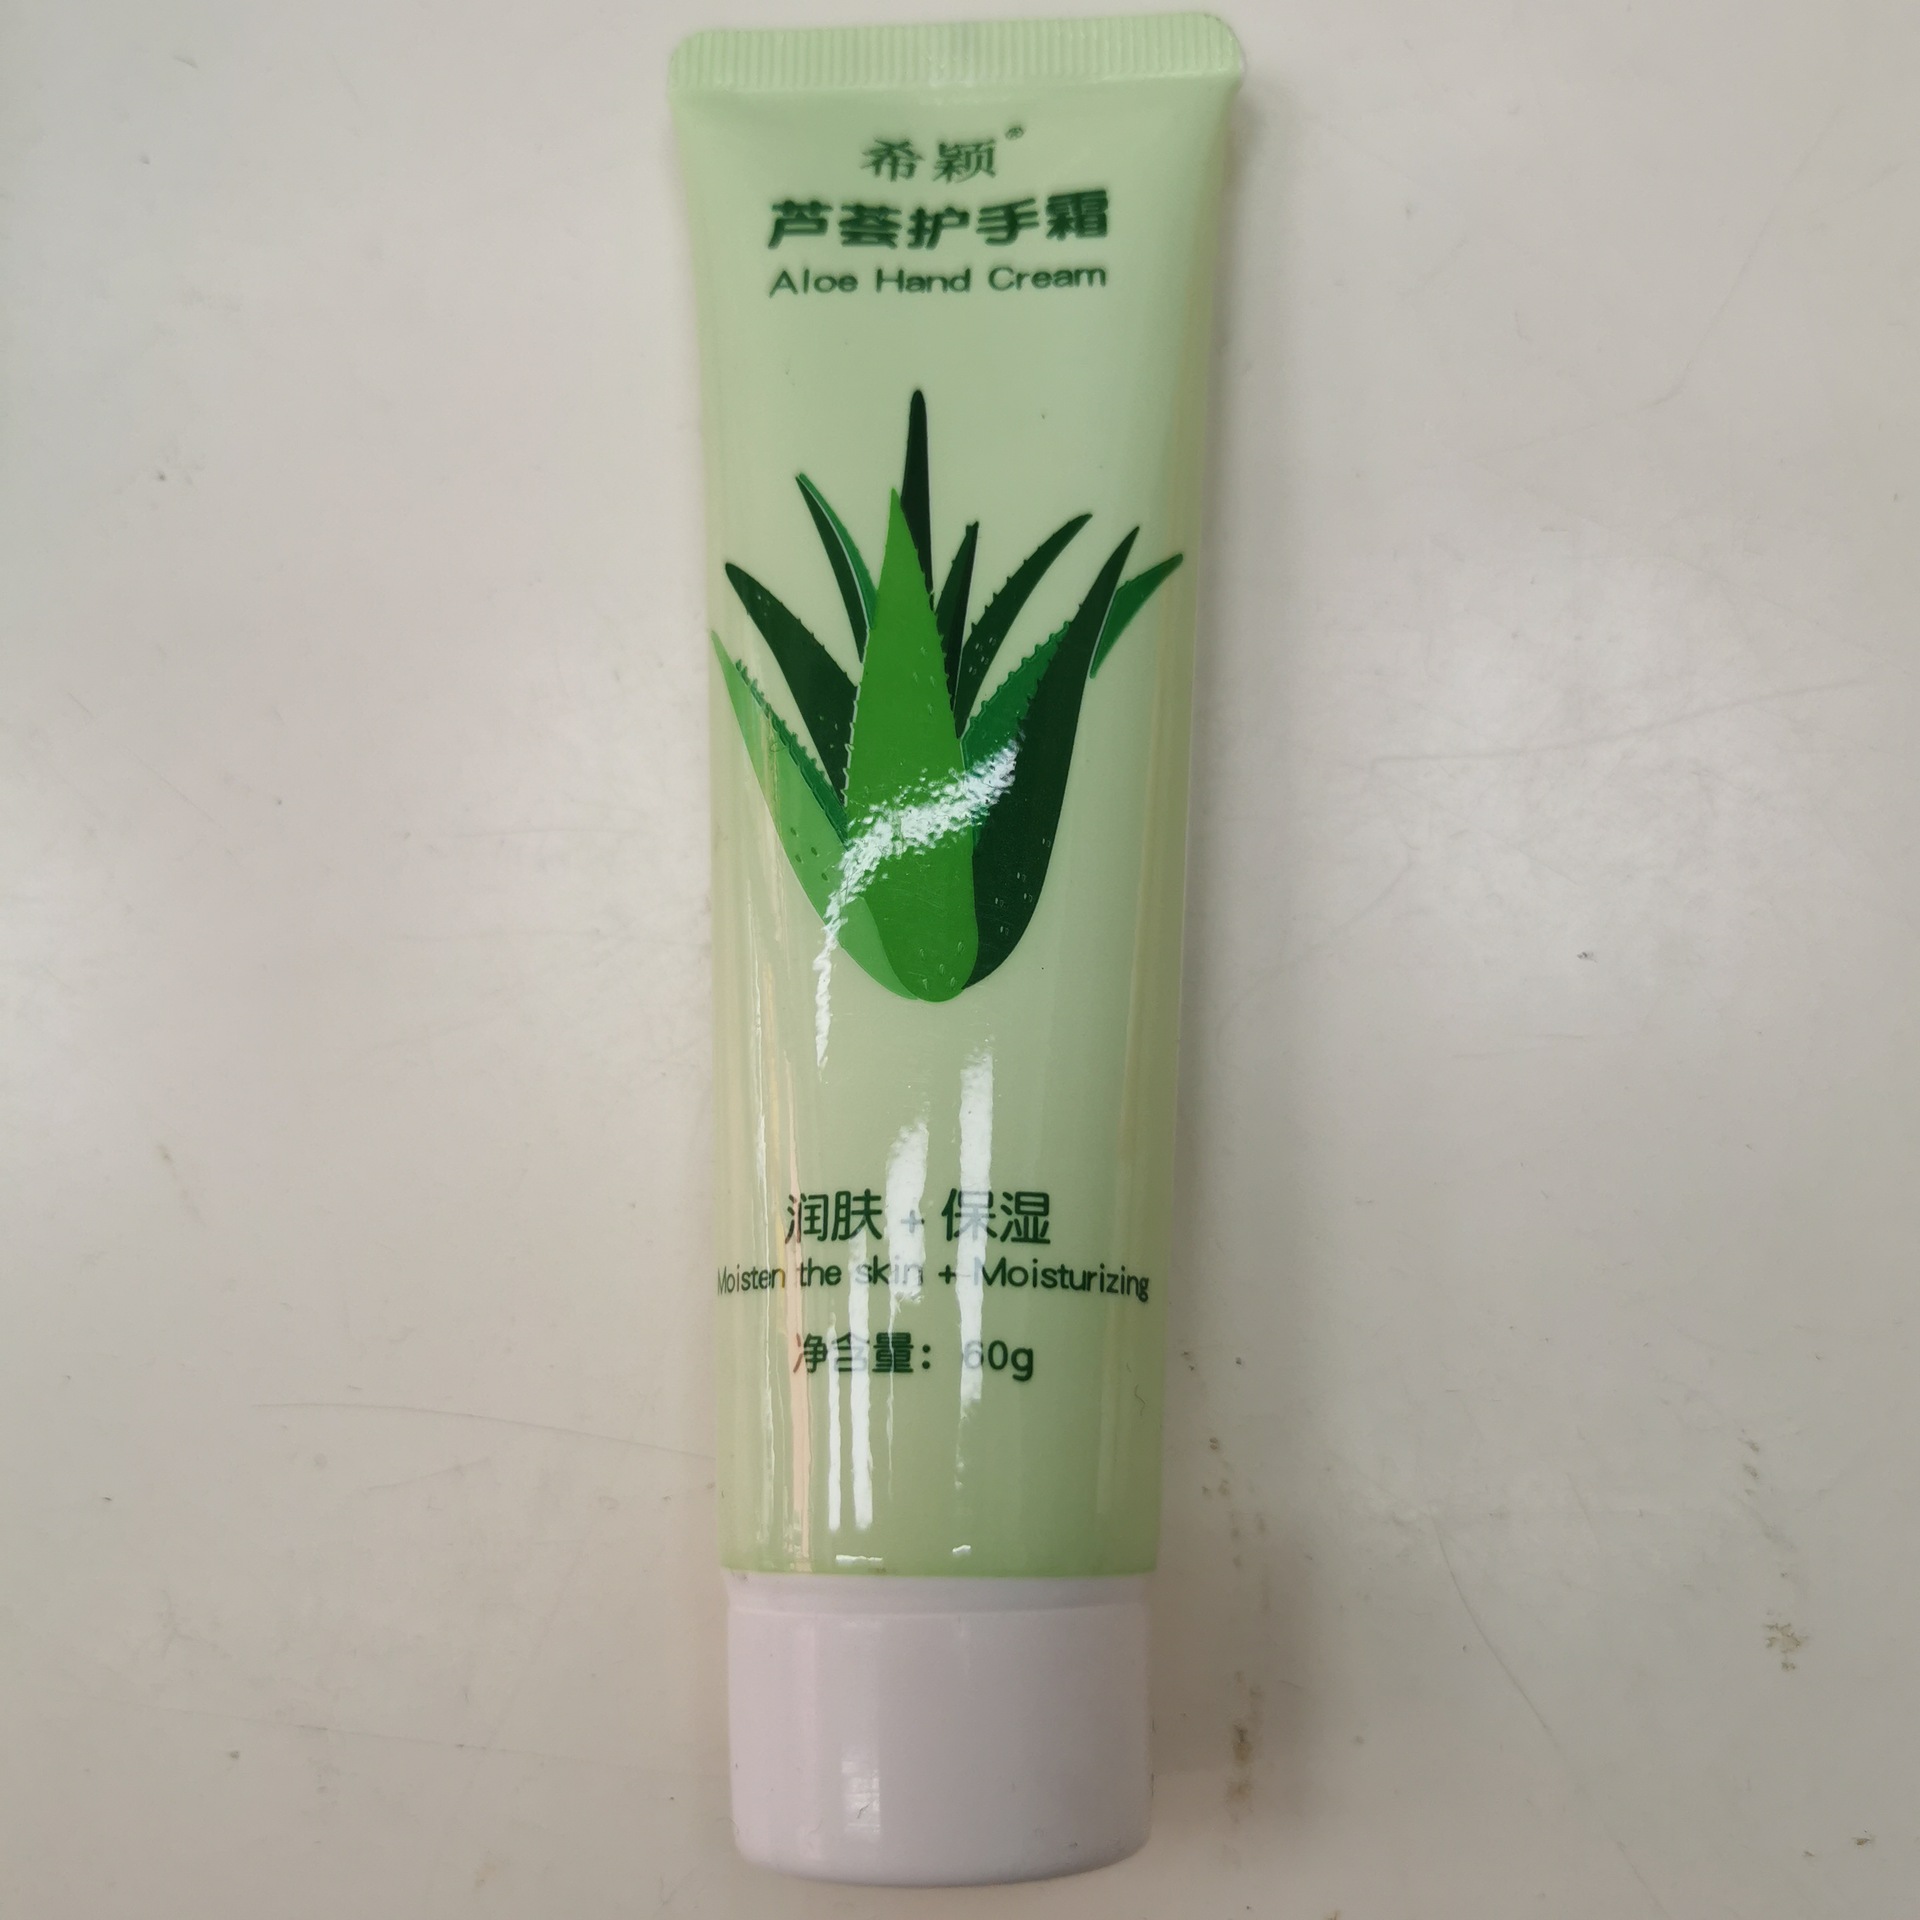 希颖®
芦荟护手霜
Aloe Hand Cream
润肤 + 保湿
Moisten the skin + Moisturizing
净含量: 60g